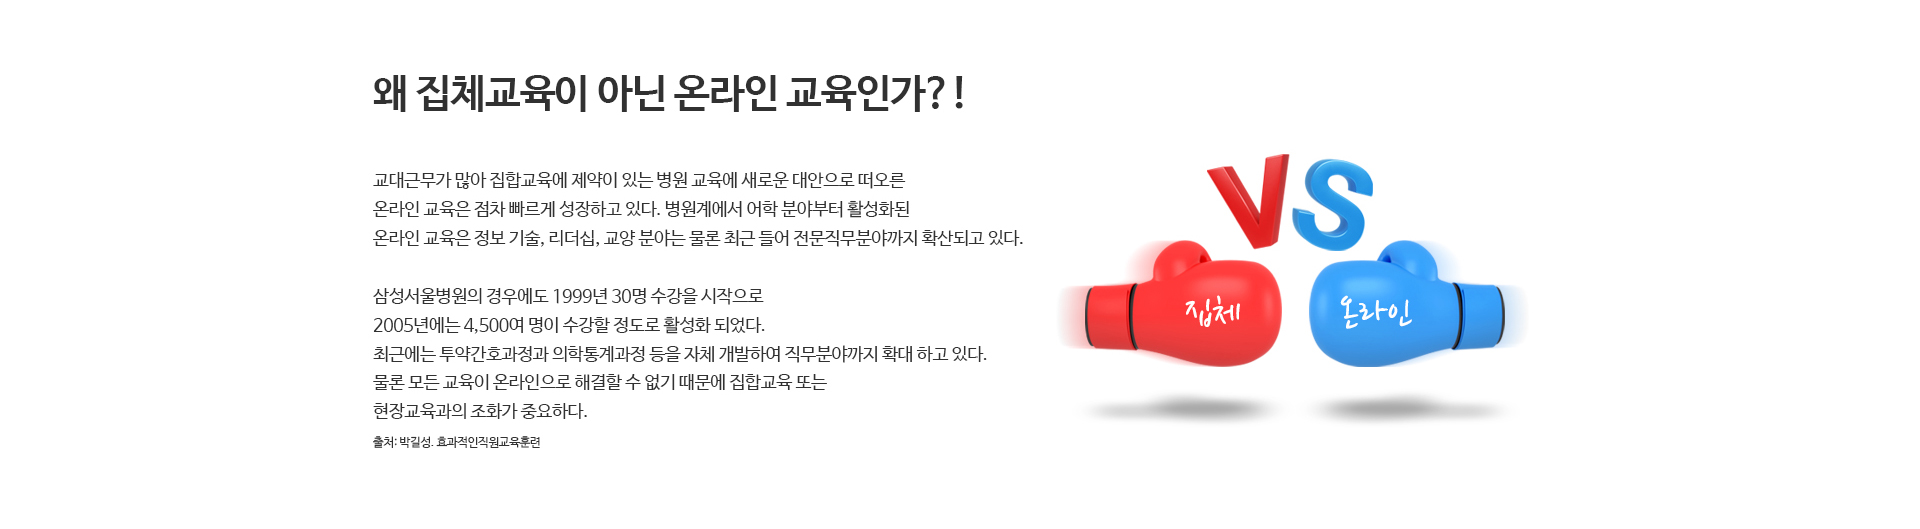 왜 집체교육이 아닌 온라인 교육인가?!
교대근무가 많아 집합교육에 제약이 있는 병원 교육에 새로운 대안으로 떠오른
온라인 교육은 점차 빠르게 성장하고 있다. 병원계에서 어학 분야부터 활성화된
온라인 교육은 정보 기술, 리더십, 교양 분야는 물론 최근 들어 전문직무분야까지 확산되고 있다.
삼성서울병원의 경우에도 1999년 30명 수강을 시작으로
2005년에는 4,500여 명이 수강할 정도로 활성화 되었다.
최근에는 투약간호과정과 의학통계과정 등을 자체 개발하여 직무분야까지 확대 하고 있다.
물론 모든 교육이 온라인으로 해결할 수 없기 때문에 집합교육 또는
현장교육과의 조화가 중요하다.
출처: 박길성. 효과적인직원교육훈련
VS
집체
온라인